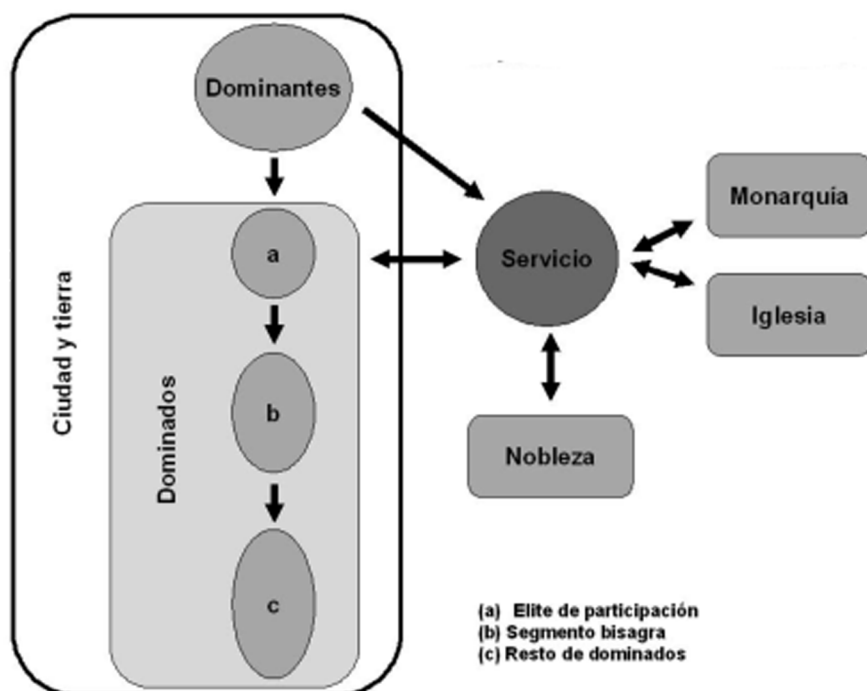 Dominantes
a
b
c
Ciudad y tierra
Dominados
Servicio
Monarquía
Iglesia
Nobleza
(a) Elite de participación
(b) Segmento bisagra
(c) Resto de dominados